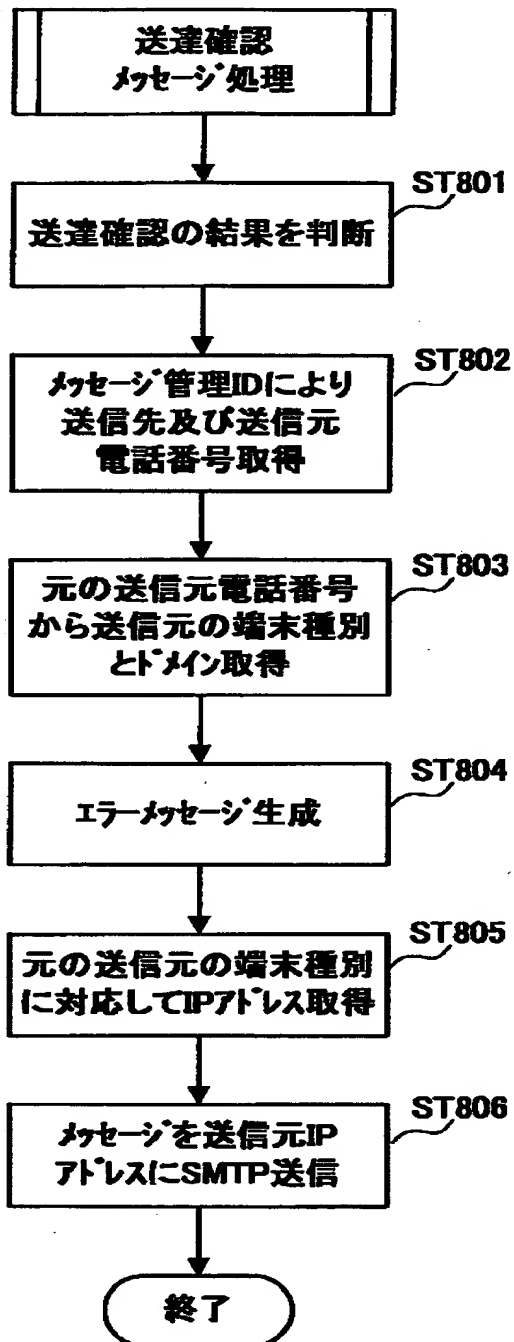 送達確認
ﾒｯｾｰｼﾞ処理
ST801
送達確認の結果を判断
ST802
ﾒｯｾｰｼﾞ管理IDにより
送信先及び送信元
電話番号取得
ST803
元の送信元電話番号
から送信元の端末種別
とﾄﾞﾒｲﾝ取得
ST804
ｴﾗｰﾒｯｾｰｼﾞ生成
ST805
元の送信元の端末種別
に対応してIPｱﾄﾞﾚｽ取得
ST806
ﾒｯｾｰｼﾞを送信元IP
ｱﾄﾞﾚｽにSMTP送信
終了